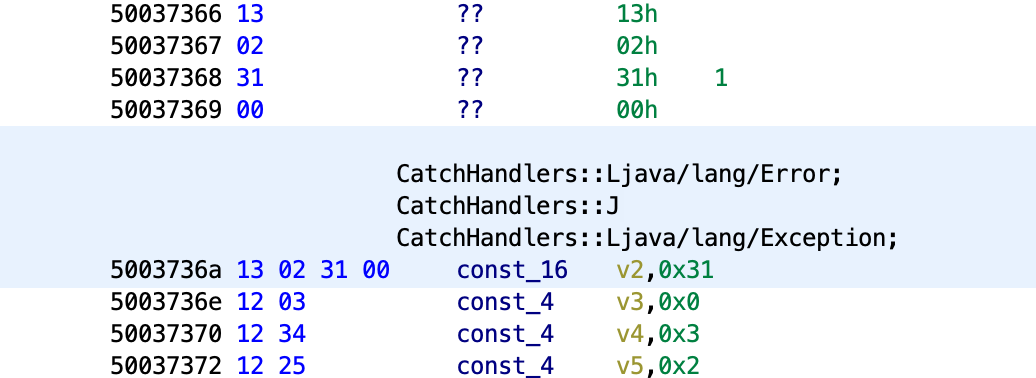 50037366 13 ?? 13h
50037367 02 ?? 02h
50037368 31 ?? 31h 1
50037369 00 ?? 00h
CatchHandlers::Ljava/lang/Error;
CatchHandlers::J
CatchHandlers::Ljava/lang/Exception;
5003736a 13 02 31 00 const_16 v2,0x31
5003736e 12 03 const_4 v3,0x0
50037370 12 34 const_4 v4,0x3
50037372 12 25 const_4 v5,0x2